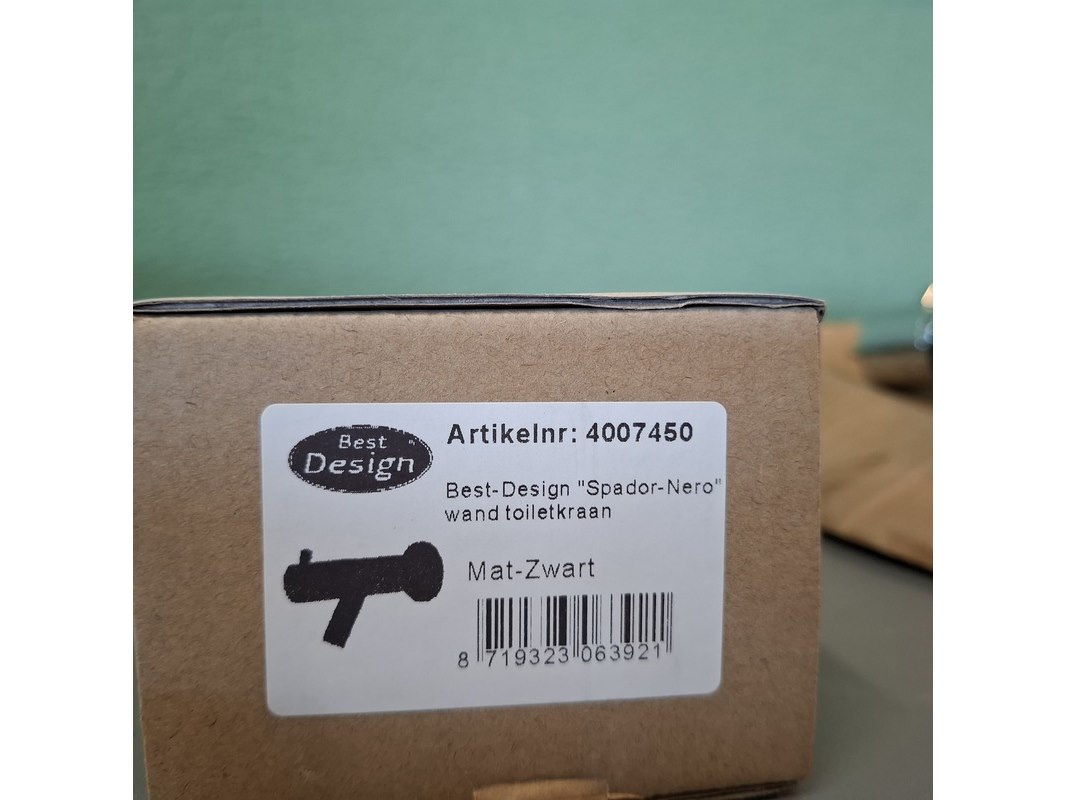 Best
Design
Artikelnr: 4007450
Best-Design "Spador-Nero"
wand toiletkraan
Mat-Zwart
8 719323 063921